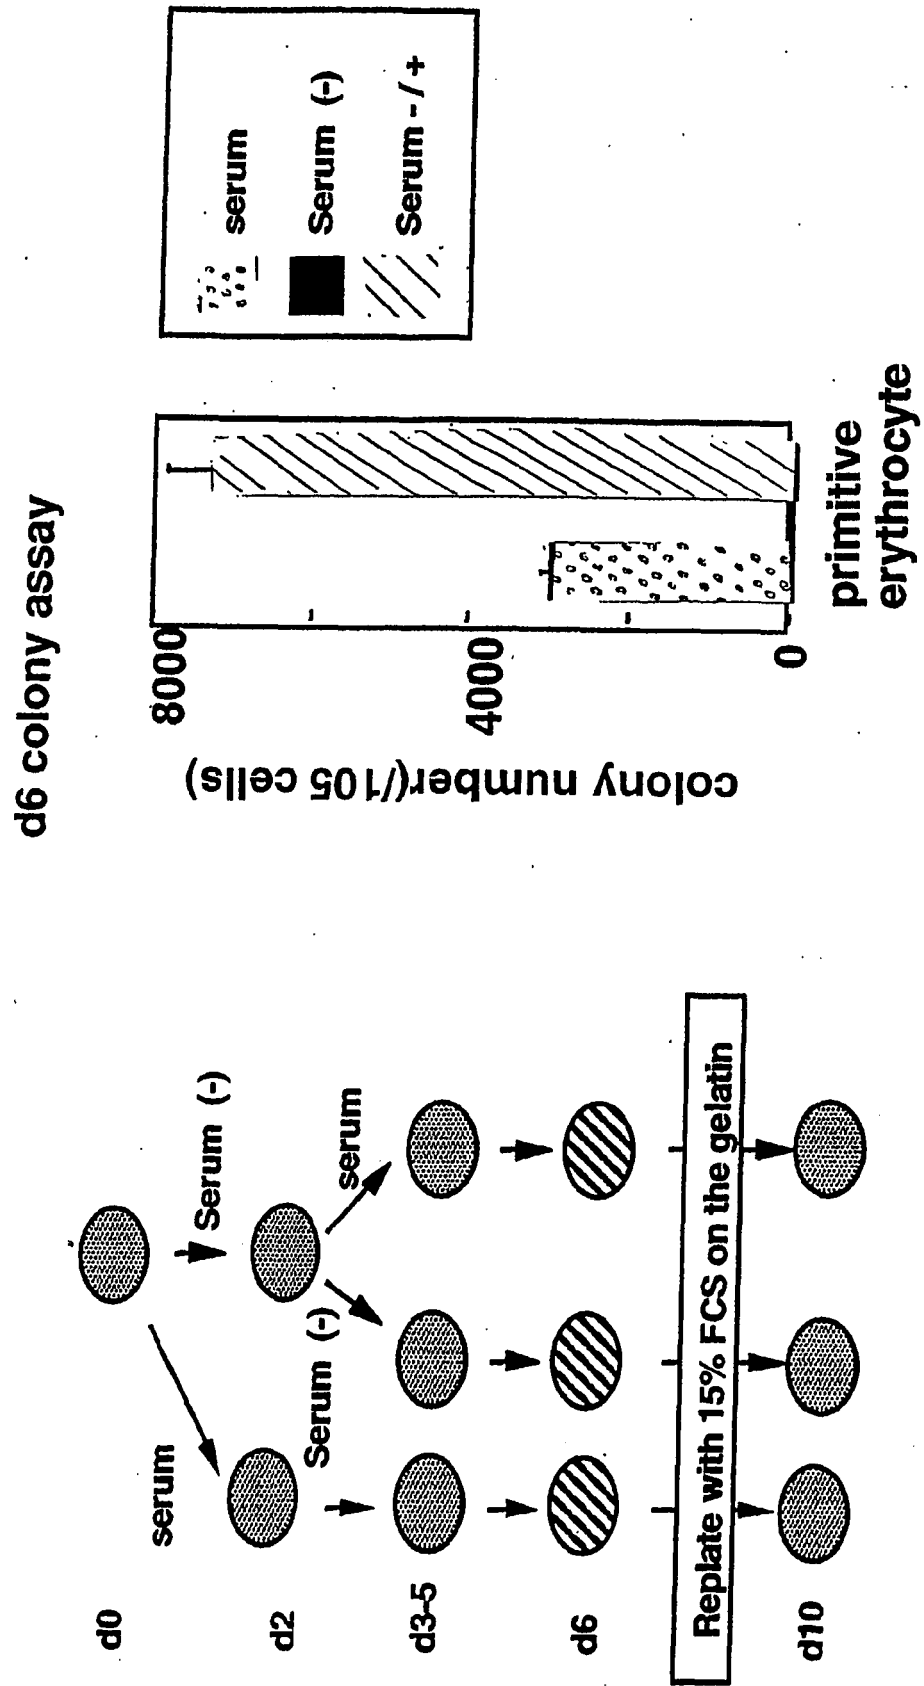 d0
serum
Serum (-)
d2
Serum (-)
serum
d3-5
d6
Replate with 15% FCS on the gelatin
d10
d6 colony assay
colony number(/105 cells)
8000
4000
0
primitive
erythrocyte
serum
Serum (-)
Serum - / +